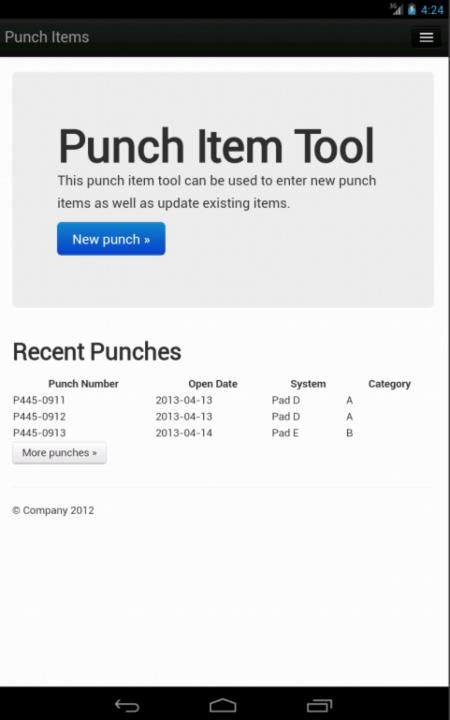 3G 4:24
Punch Items
Punch Item Tool
This punch item tool can be used to enter new punch
items as well as update existing items.
New punch »
Recent Punches
Punch Number Open Date System Category
P445-0911 2013-04-13 Pad D A
P445-0912 2013-04-13 Pad D A
P445-0913 2013-04-14 Pad E B
More punches »
© Company 2012